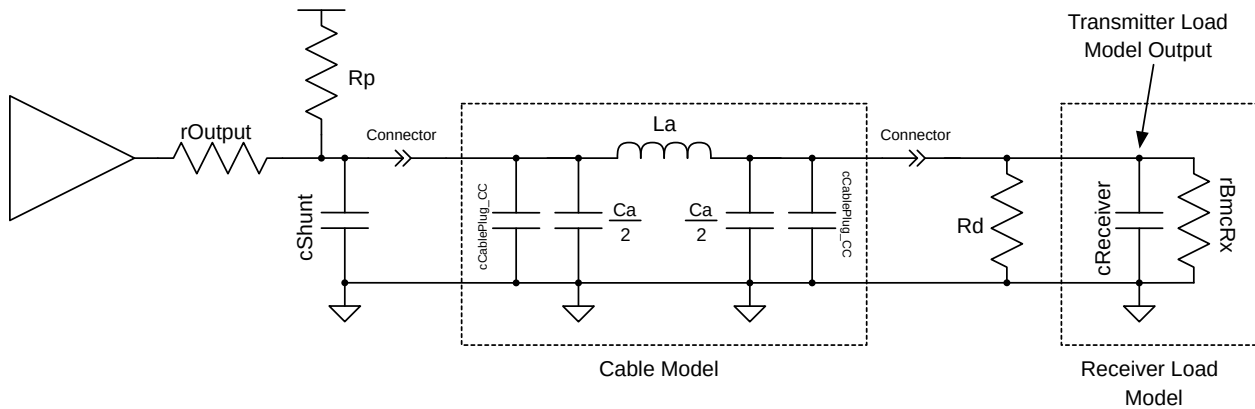 Transmitter Load
Model Output
Rp
rOutput
Connector
La
Connector
cShunt
cCablePlug_CC
Ca
2
Ca
2
cCablePlug_CC
Rd
cReceiver
rBmcRx
Cable Model
Receiver Load
Model